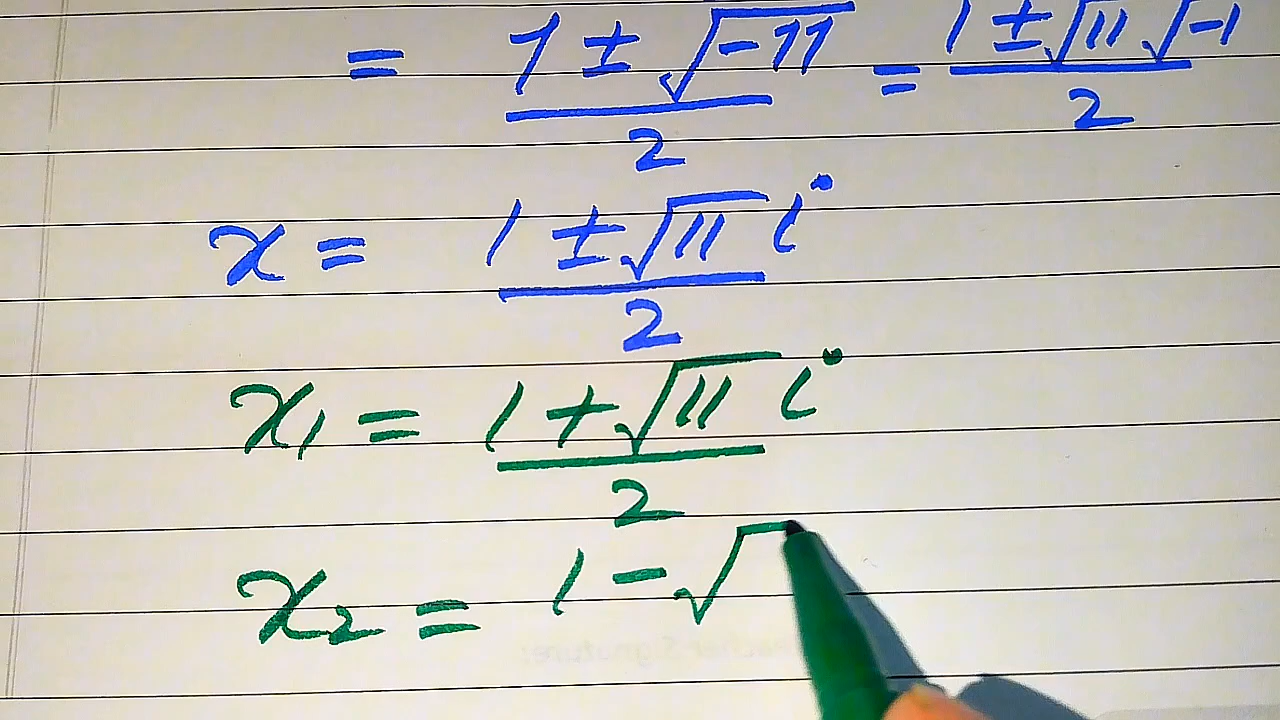 = 1 ± √-11 / 2 = 1 ± √11 √-1 / 2
x = 1 ± √11 i / 2
x₁ = 1 + √11 i / 2
x₂ = 1 - √